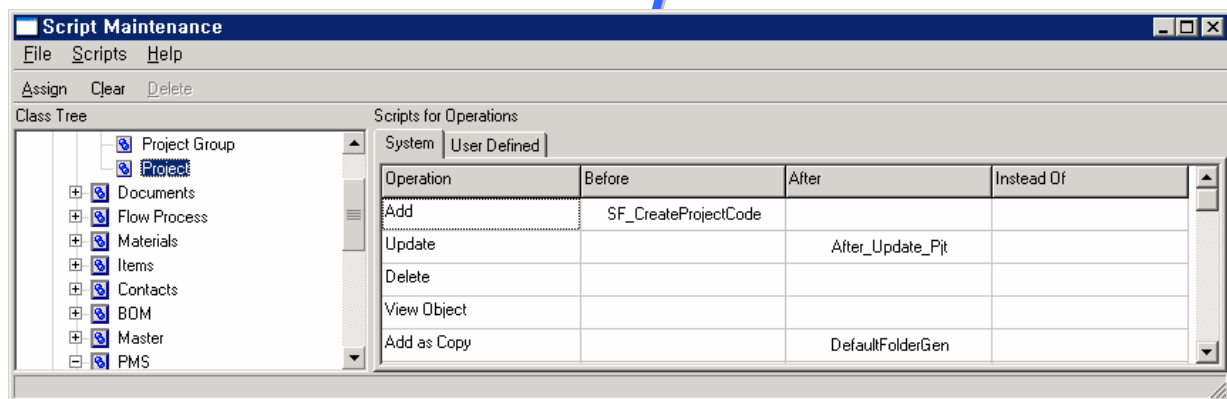 Script Maintenance
File Scripts Help
Assign Clear Delete
Class Tree
Scripts for Operations
Project Group
Project
Documents
Flow Process
Materials
Items
Contacts
BOM
Master
PMS
System User Defined
Operation Before After Instead Of
Add SF_CreateProjectCode
Update After_Update_Pjt
Delete
View Object
Add as Copy DefaultFolderGen